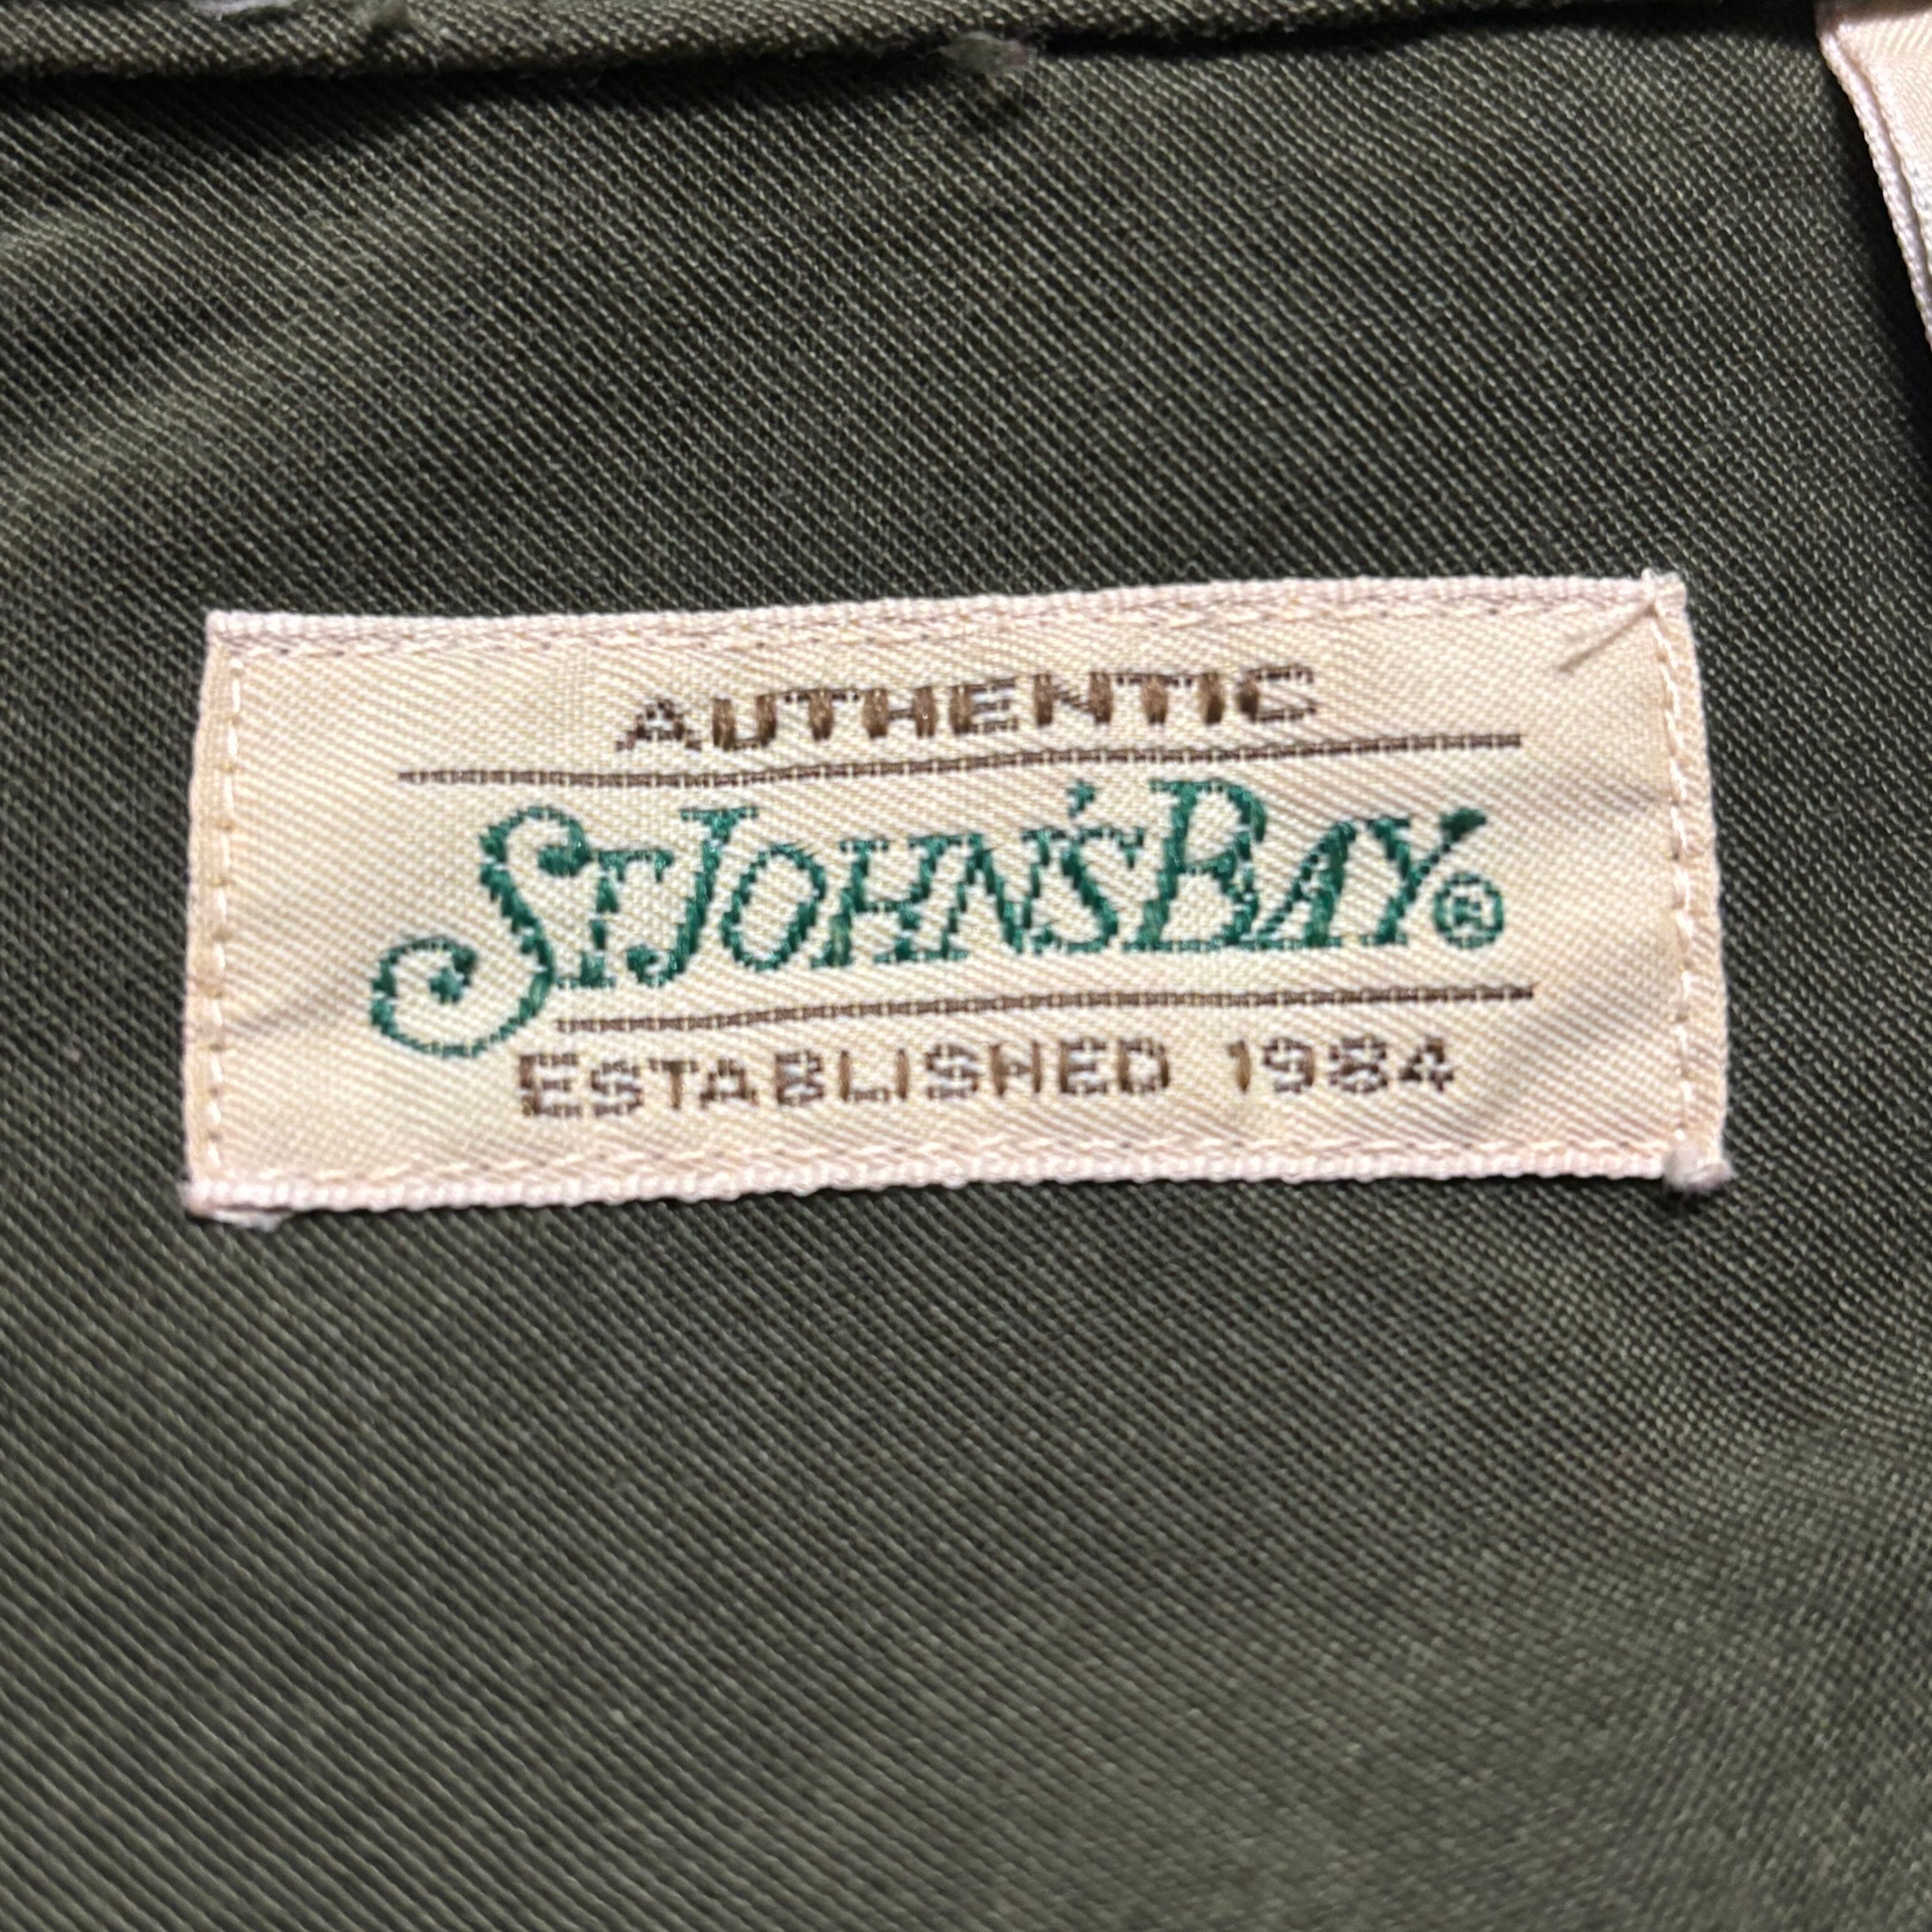 AUTHENTIC
ST JOHN'S BAY®
ESTABLISHED 1984